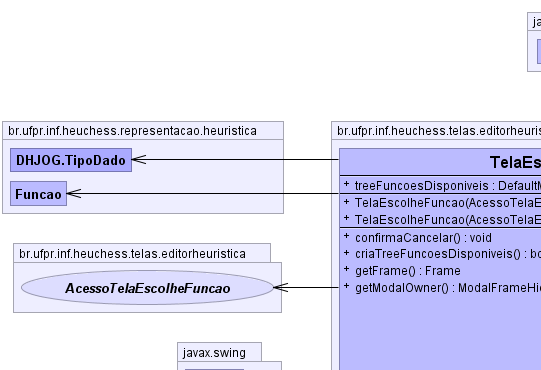 ja
br.ufpr.inf.heuchess.representacao.heuristica
DHJOG.TipoDado
Funcao
br.ufpr.inf.heuchess.telas.editorheuris
TelaEs
+ treeFuncoesDisponiveis : DefaultM
+ TelaEscolheFuncao(AcessoTelaE
+ TelaEscolheFuncao(AcessoTelaE
+ confirmaCancelar() : void
+ criaTreeFuncoesDisponiveis() : bo
+ getFrame() : Frame
+ getModalOwner() : ModalFrameHi
br.ufpr.inf.heuchess.telas.editorheuristica
AcessoTelaEscolheFuncao
javax.swing